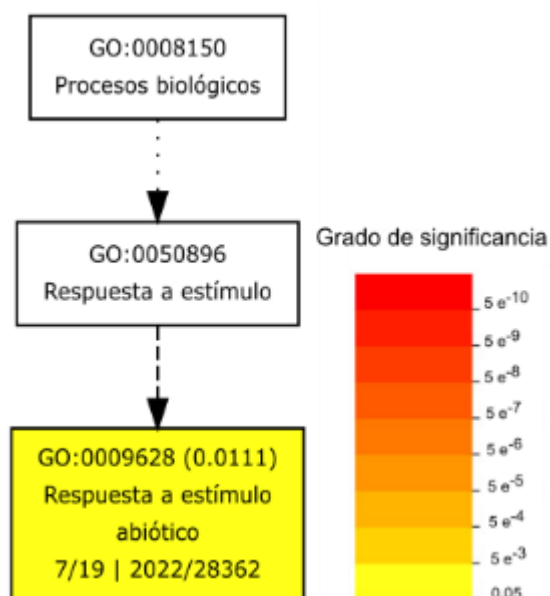 GO:0008150
Procesos biológicos
GO:0050896
Respuesta a estímulo
GO:0009628 (0.0111)
Respuesta a estímulo
abiótico
7/19 | 2022/28362
Grado de significancia
5 e-10
5 e-9
5 e-8
5 e-7
5 e-6
5 e-5
5 e-4
5 e-3
0.05